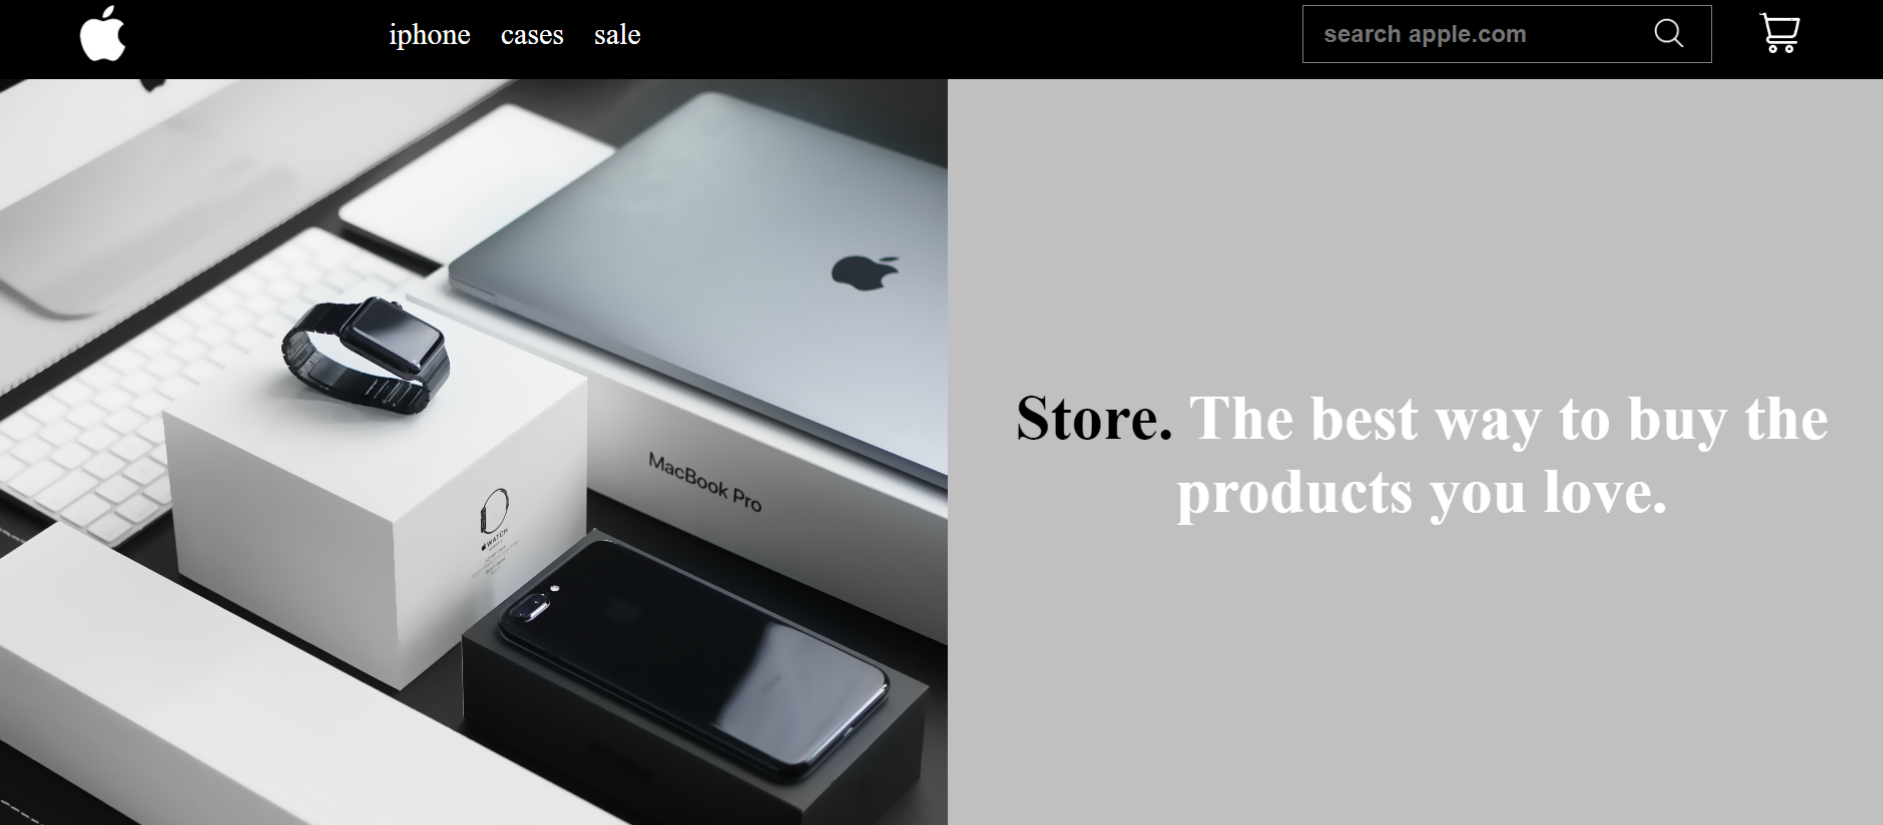 iphone cases sale
search apple.com
Store. The best way to buy the
products you love.
MacBook Pro
WATCH